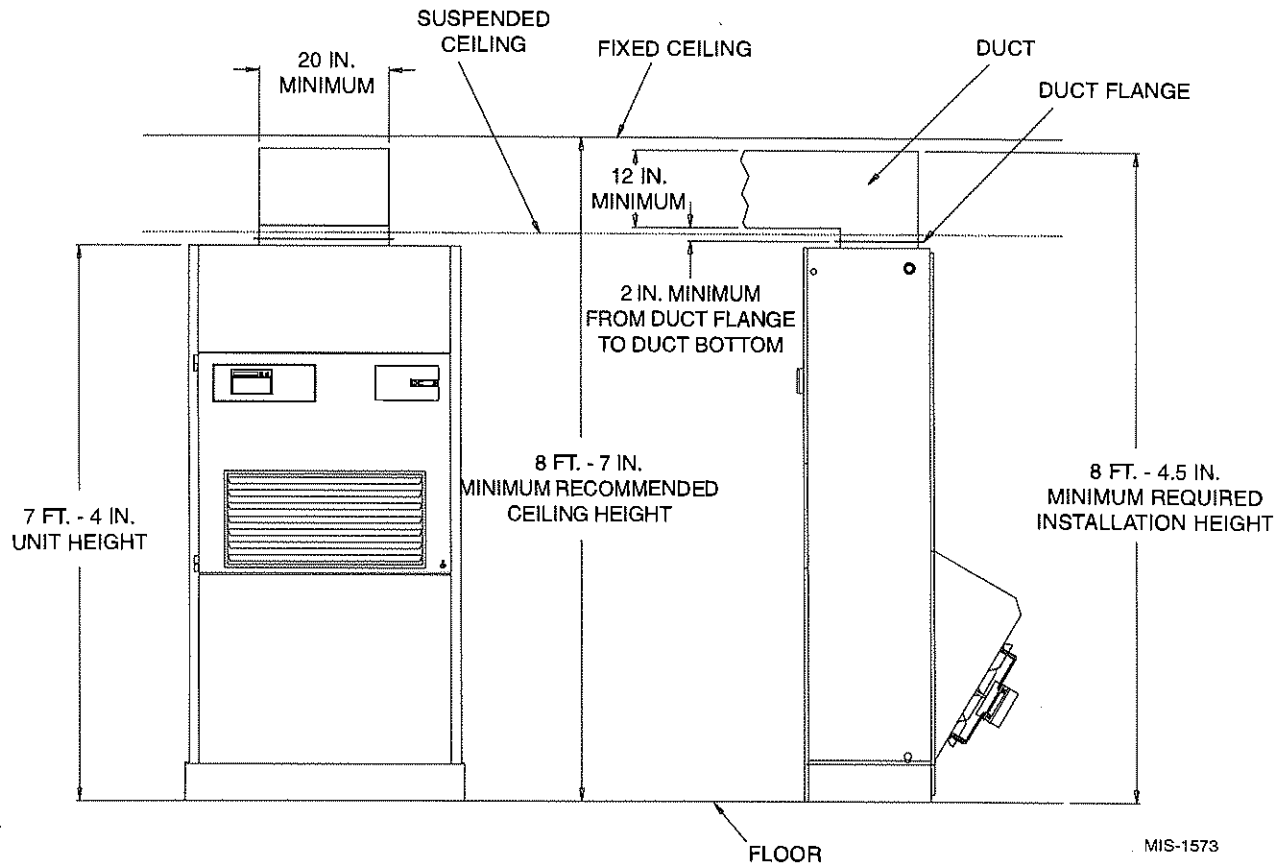 SUSPENDED
CEILING
FIXED CEILING
DUCT
20 IN.
MINIMUM
DUCT FLANGE
12 IN.
MINIMUM
2 IN. MINIMUM
FROM DUCT FLANGE
TO DUCT BOTTOM
7 FT. - 4 IN.
UNIT HEIGHT
8 FT. - 7 IN.
MINIMUM RECOMMENDED
CEILING HEIGHT
8 FT. - 4.5 IN.
MINIMUM REQUIRED
INSTALLATION HEIGHT
FLOOR
MIS-1573